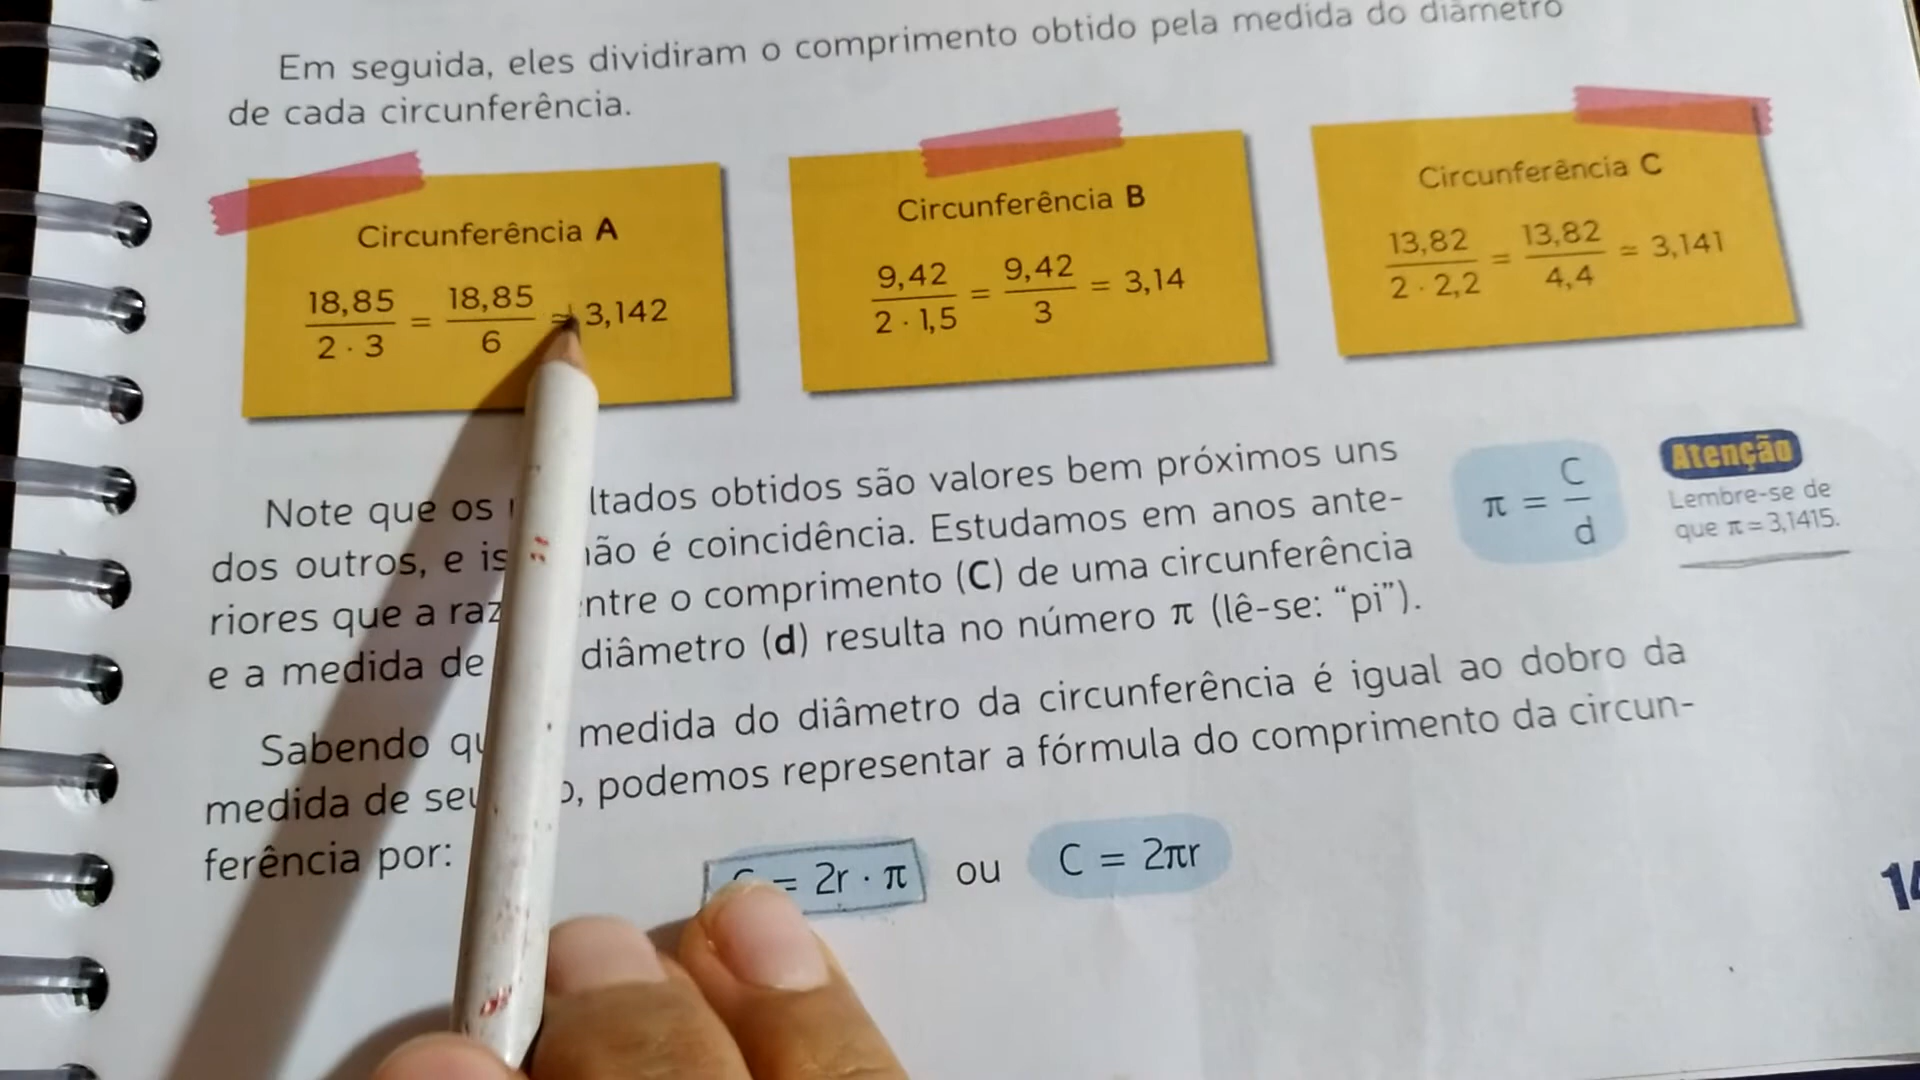 Em seguida, eles dividiram o comprimento obtido pela medida do diâmetro
de cada circunferência.
Circunferência A
18,85 / 2 · 3 = 18,85 / 6 ≃ 3,142
Circunferência B
9,42 / 2 · 1,5 = 9,42 / 3 = 3,14
Circunferência C
13,82 / 2 · 2,2 = 13,82 / 4,4 ≃ 3,141
Note que os ltados obtidos são valores bem próximos uns
dos outros, e is não é coincidência. Estudamos em anos ante-
riores que a raz ntre o comprimento (C) de uma circunferência
e a medida de diâmetro (d) resulta no número π (lê-se: “pi”).
π = C / d
Atenção
Lembre-se de
que π ≃ 3,1415.
Sabendo qu medida do diâmetro da circunferência é igual ao dobro da
medida de seu o, podemos representar a fórmula do comprimento da circun-
ferência por:
C = 2r · π ou C = 2πr
14